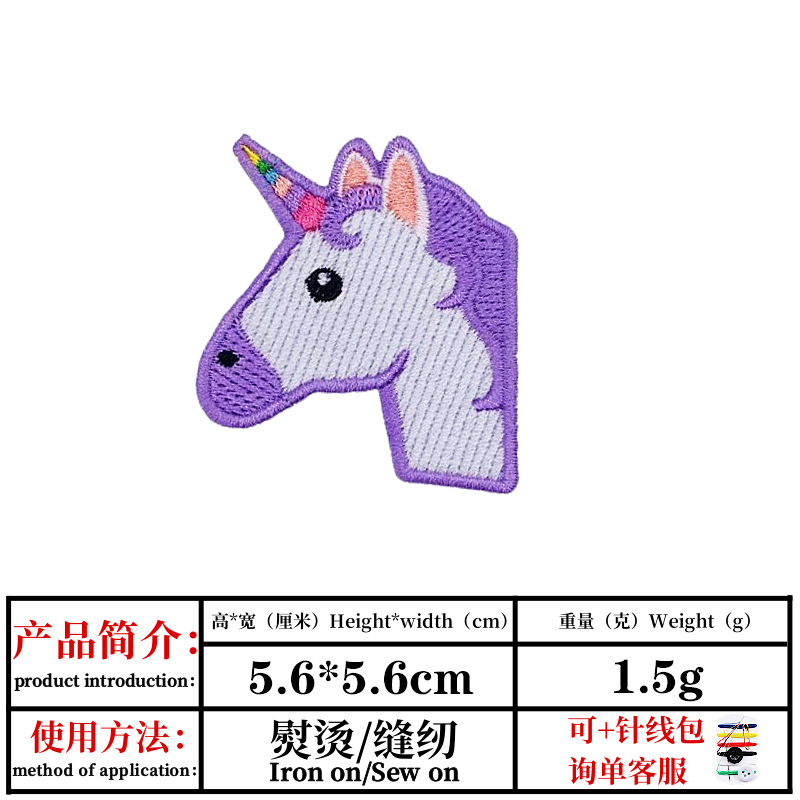 产品简介：
product introduction：
高*宽（厘米）Height*width（cm）
重量（克）Weight（g）
5.6*5.6cm
1.5g
使用方法：
method of application：
熨烫/缝纫
Iron on/Sew on
可+针线包
询单客服